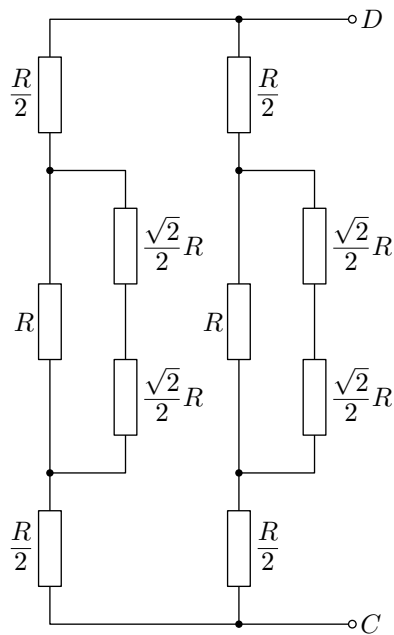 D
R/2 R/2
√2/2 R √2/2 R
R R
√2/2 R √2/2 R
R/2 R/2
C